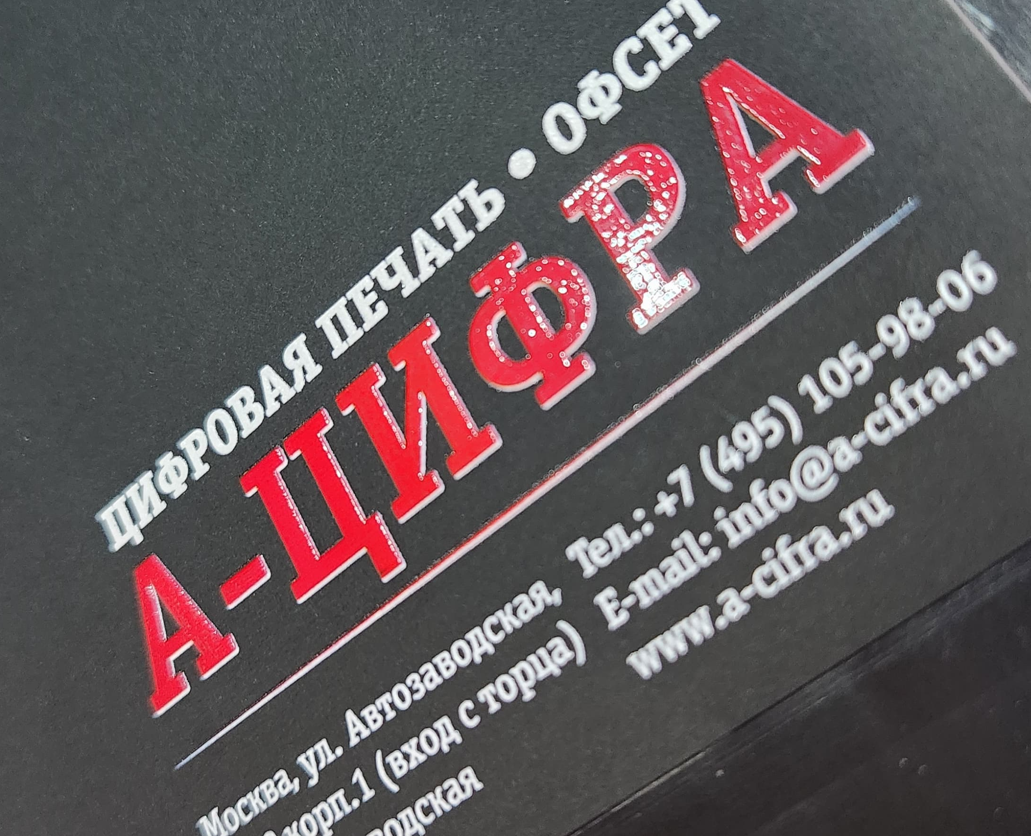 ЦИФРОВАЯ ПЕЧАТЬ • ОФСЕТ
А-ЦИФРА
Москва, ул. Автозаводская,
корп.1 (вход с торца)
Тел.: +7 (495) 105-98-06
E-mail: info@a-cifra.ru
www.a-cifra.ru